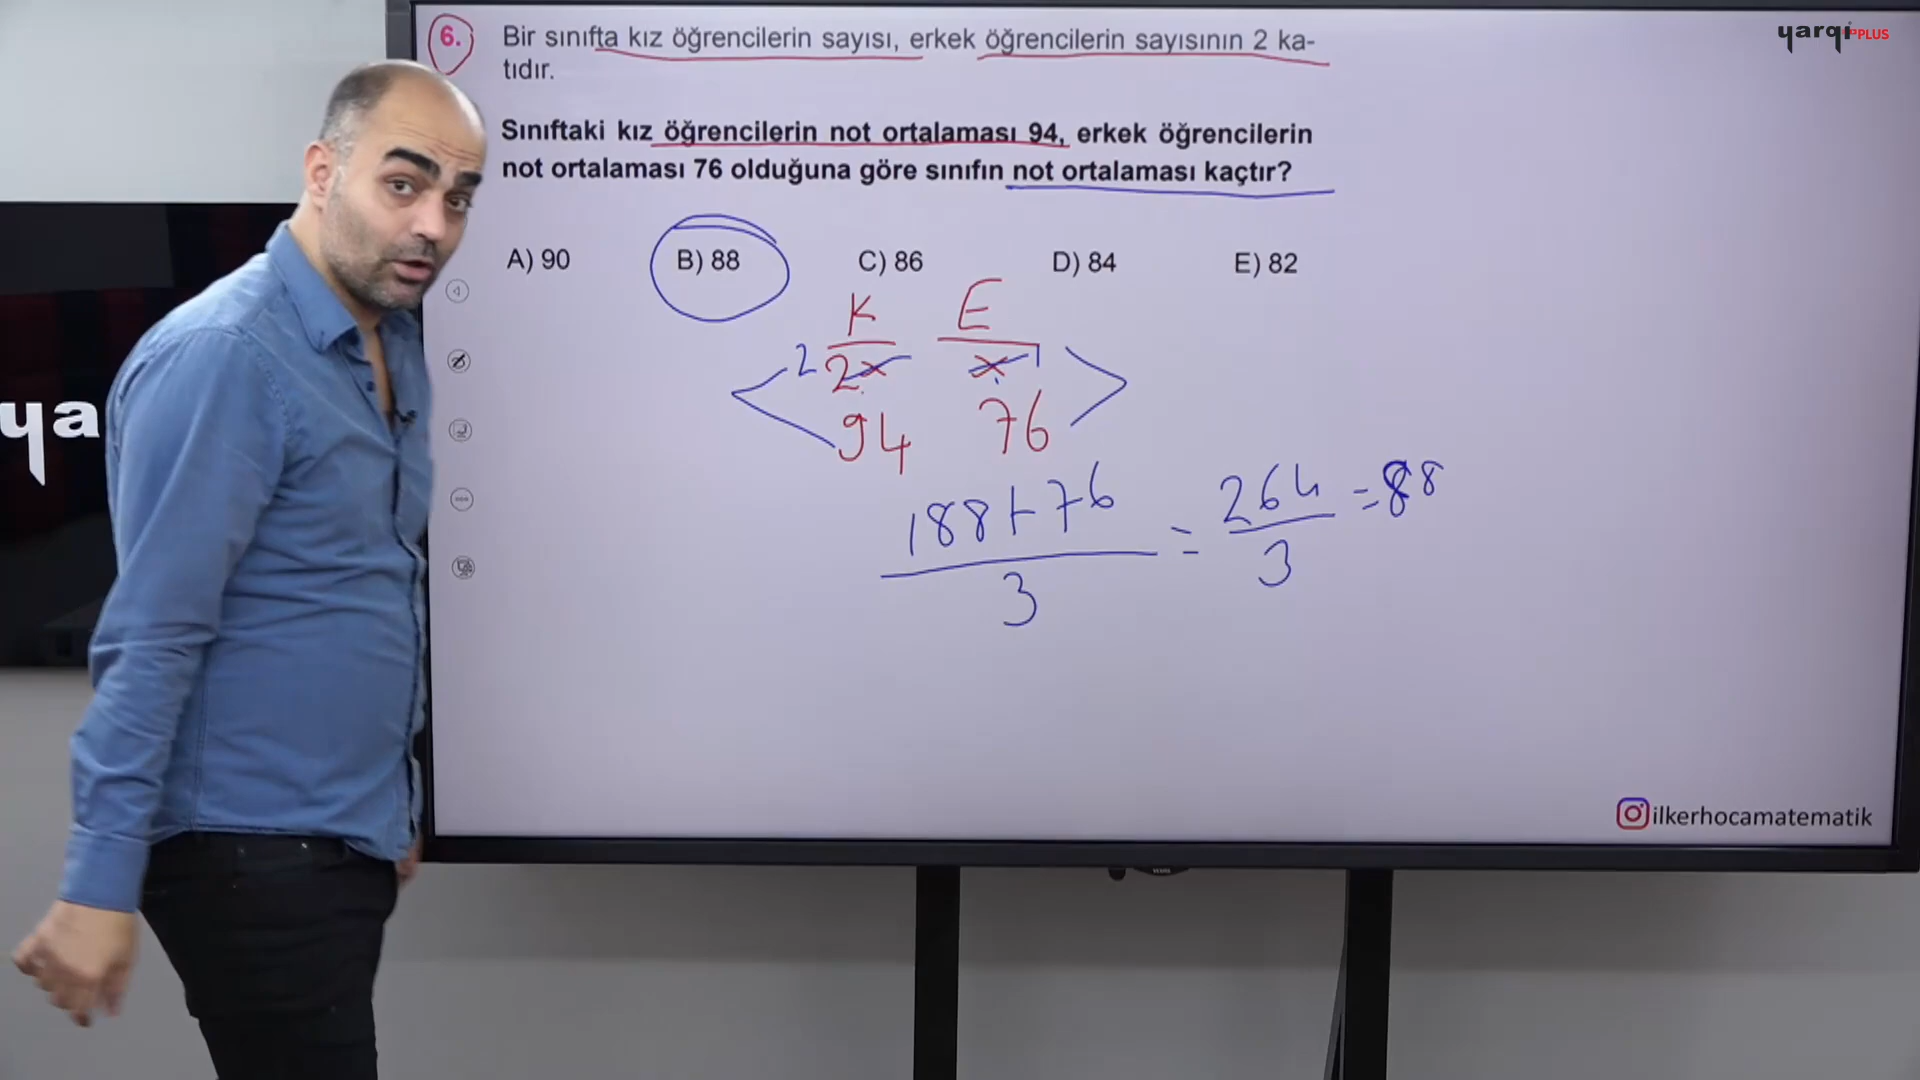 yargıPLUS
6. Bir sınıfta kız öğrencilerin sayısı, erkek öğrencilerin sayısının 2 ka-
tıdır.
Sınıftaki kız öğrencilerin not ortalaması 94, erkek öğrencilerin
not ortalaması 76 olduğuna göre sınıfın not ortalaması kaçtır?
A) 90 B) 88 C) 86 D) 84 E) 82
K E
2 2x x 1
94 76
188+76 / 3 = 264 / 3 = 88
ya
ilkerhocamatematik